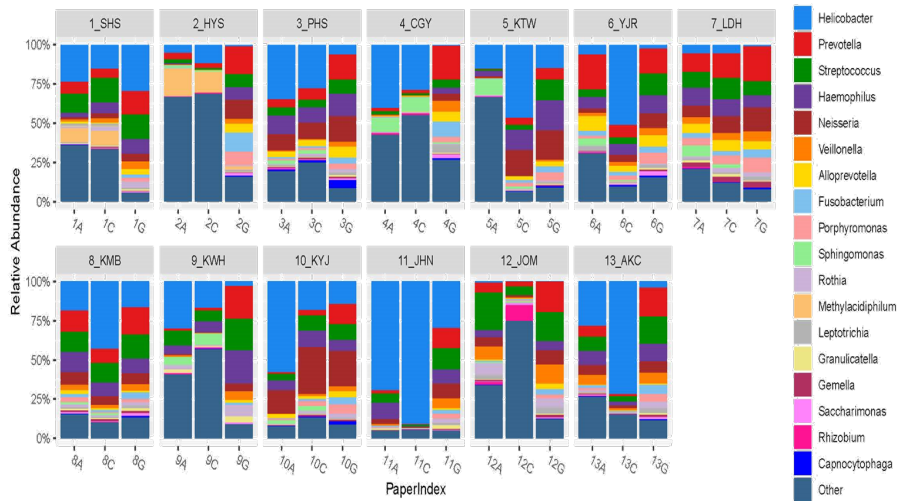 1_SHS 2_HYS 3_PHS 4_CGY 5_KTW 6_YJR 7_LDH
100%
75%
50%
25%
0%
1A 1C 1G 2A 2C 2G 3A 3C 3G 4A 4C 4G 5A 5C 5G 6A 6C 6G 7A 7C 7G
Relative Abundance
8_KMB 9_KWH 10_KYJ 11_JHN 12_JOM 13_AKC
100%
75%
50%
25%
0%
8A 8C 8G 9A 9C 9G 10A 10C 10G 11A 11C 11G 12A 12C 12G 13A 13C 13G
PaperIndex
Helicobacter
Prevotella
Streptococcus
Haemophilus
Neisseria
Veillonella
Alloprevotella
Fusobacterium
Porphyromonas
Sphingomonas
Rothia
Methylacidiphilum
Leptotrichia
Granulicatella
Gemella
Saccharimonas
Rhizobium
Capnocytophaga
Other